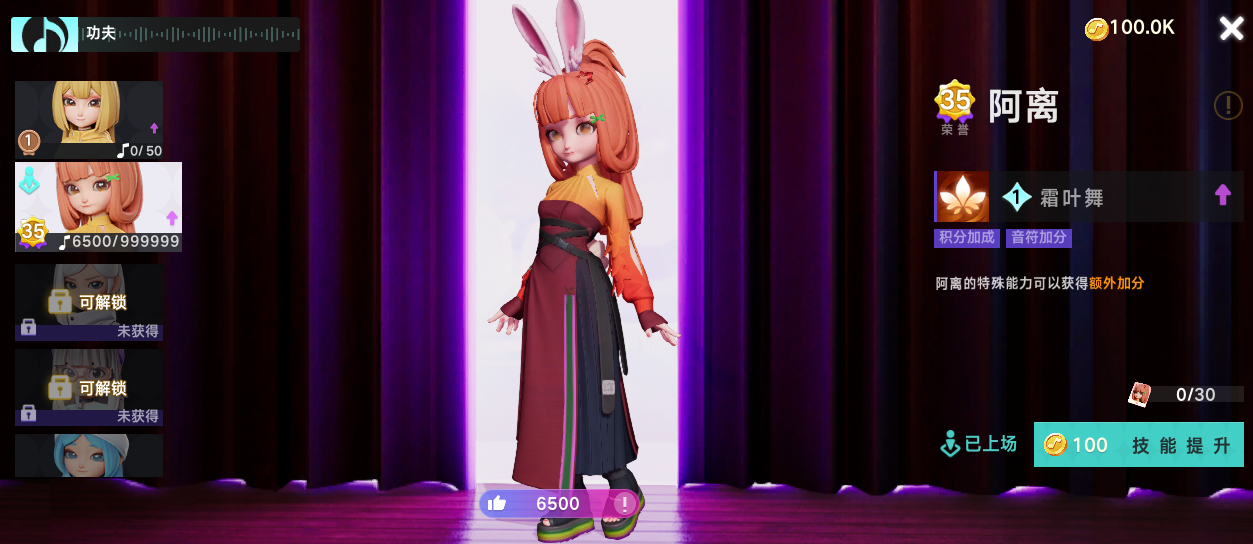 功夫
100.0K
1
0/50
35
6500/999999
可解锁
未获得
可解锁
未获得
35
荣誉
阿离
1
霜叶舞
积分加成 音符加分
阿离的特殊能力可以获得额外加分
0/30
已上场
100 技能提升
6500